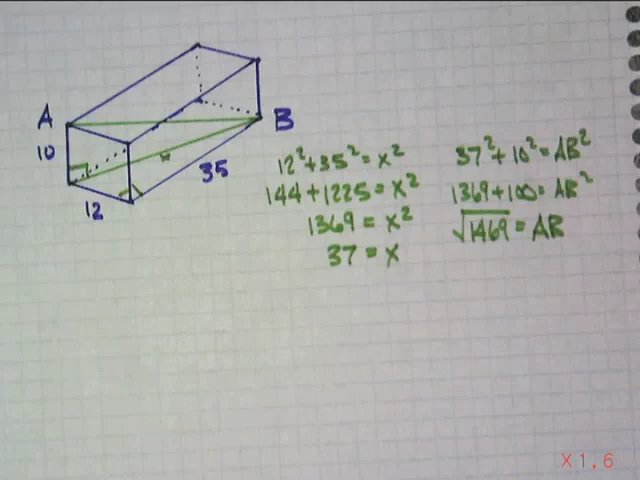 A
B
10
x
35
12
12²+35²=x²
144+1225=x²
1369=x²
37=x
37²+10²=AB²
1369+100=AB²
√1469=AB
X1.6